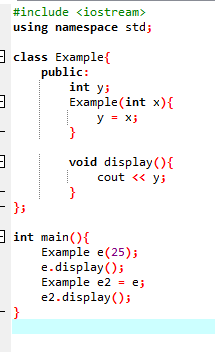 #include <iostream>
using namespace std;
class Example{
public:
int y;
Example(int x){
y = x;
}
void display(){
cout << y;
}
};
int main(){
Example e(25);
e.display();
Example e2 = e;
e2.display();
}